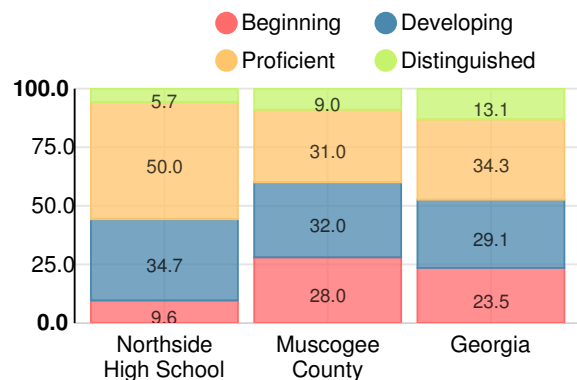 Beginning
Developing
Proficient
Distinguished
100.0
75.0
50.0
25.0
0.0
5.7
50.0
34.7
9.6
9.0
31.0
32.0
28.0
13.1
34.3
29.1
23.5
Northside
High School
Muscogee
County
Georgia